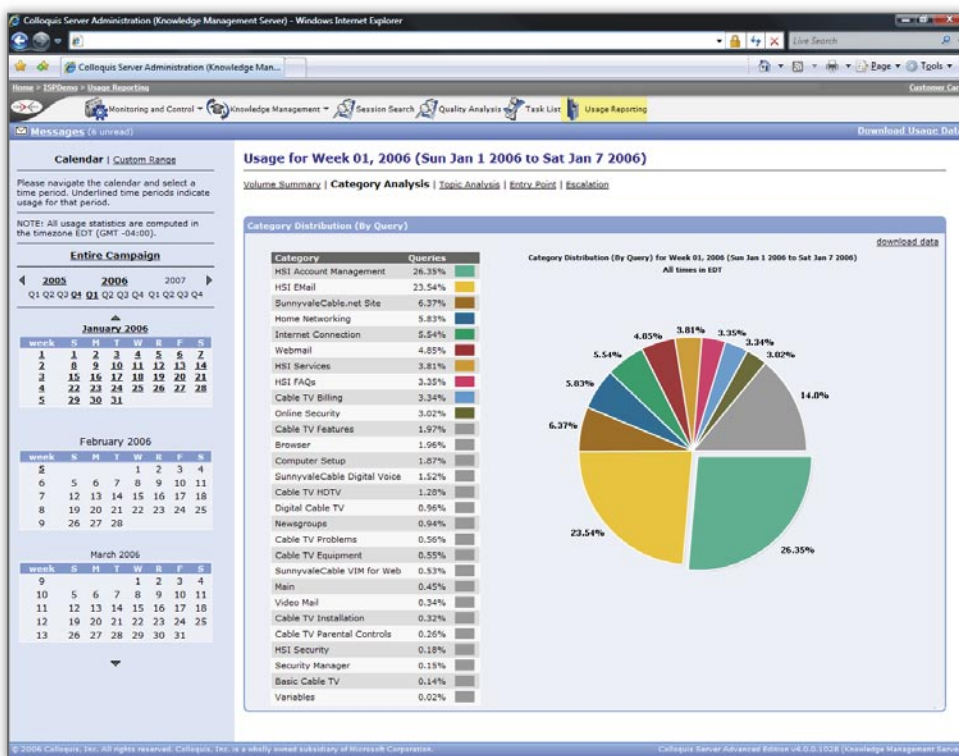 Colloquis Server Administration (Knowledge Management Server) - Windows Internet Explorer
Live Search
Colloquis Server Administration (Knowledge Man...
Page Tools
Home > ISPDemo > Usage Reporting
Monitoring and Control Knowledge Management Session Search Quality Analysis Task List Usage Reporting
Messages (6 unread) Download Usage Data
Calendar | Custom Range
Please navigate the calendar and select a
time period. Underlined time periods indicate
usage for that period.
NOTE: All usage statistics are computed in
the timezone EDT (GMT -04:00).
Entire Campaign
2005 2006 2007
Q1 Q2 Q3 Q4 Q1 Q2 Q3 Q4 Q1 Q2 Q3 Q4
January 2006
week S M T W R F S
1 1 2 3 4 5 6 7
2 8 9 10 11 12 13 14
3 15 16 17 18 19 20 21
4 22 23 24 25 26 27 28
5 29 30 31
February 2006
week S M T W R F S
5 1 2 3 4
6 5 6 7 8 9 10 11
7 12 13 14 15 16 17 18
8 19 20 21 22 23 24 25
9 26 27 28
March 2006
week S M T W R F S
9 1 2 3 4
10 5 6 7 8 9 10 11
11 12 13 14 15 16 17 18
12 19 20 21 22 23 24 25
13 26 27 28 29 30 31
Usage for Week 01, 2006 (Sun Jan 1 2006 to Sat Jan 7 2006)
Volume Summary | Category Analysis | Topic Analysis | Entry Point | Escalation
Category Distribution (By Query)
download data
Category Queries
HSI Account Management 26.35%
HSI EMail 23.54%
SunnyvaleCable.net Site 6.37%
Home Networking 5.83%
Internet Connection 5.54%
Webmail 4.85%
HSI Services 3.81%
HSI FAQs 3.35%
Cable TV Billing 3.34%
Online Security 3.02%
Cable TV Features 1.97%
Browser 1.96%
Computer Setup 1.87%
SunnyvaleCable Digital Voice 1.52%
Cable TV HDTV 1.28%
Digital Cable TV 0.96%
Newsgroups 0.94%
Cable TV Problems 0.56%
Cable TV Equipment 0.55%
SunnyvaleCable VIM for Web 0.53%
Main 0.45%
Video Mail 0.34%
Cable TV Installation 0.32%
Cable TV Parental Controls 0.26%
HSI Security 0.18%
Security Manager 0.15%
Basic Cable TV 0.14%
Variables 0.02%
Category Distribution (By Query) for Week 01, 2006 (Sun Jan 1 2006 to Sat Jan 7 2006)
All times in EDT
3.81%
3.35%
4.85%
3.34%
5.54%
3.02%
5.83%
14.0%
6.37%
23.54%
26.35%
© 2006 Colloquis, Inc. All rights reserved. Colloquis, Inc. is a wholly owned subsidiary of Microsoft Corporation.
Colloquis Server Advanced Edition v4.0.0.1028 (Knowledge Management Server